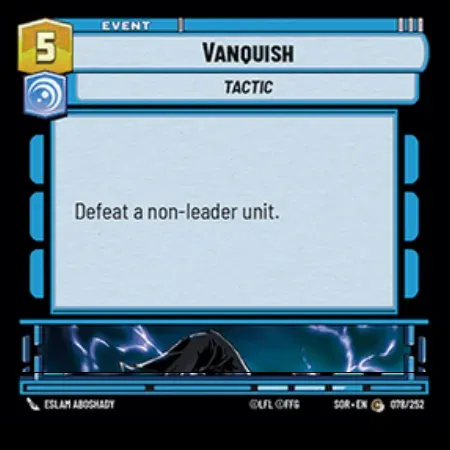 EVENT
5
VANQUISH
TACTIC
Defeat a non-leader unit.
ESLAM ABOSHADY
©LFL ©FFG
SOR • EN
078/252